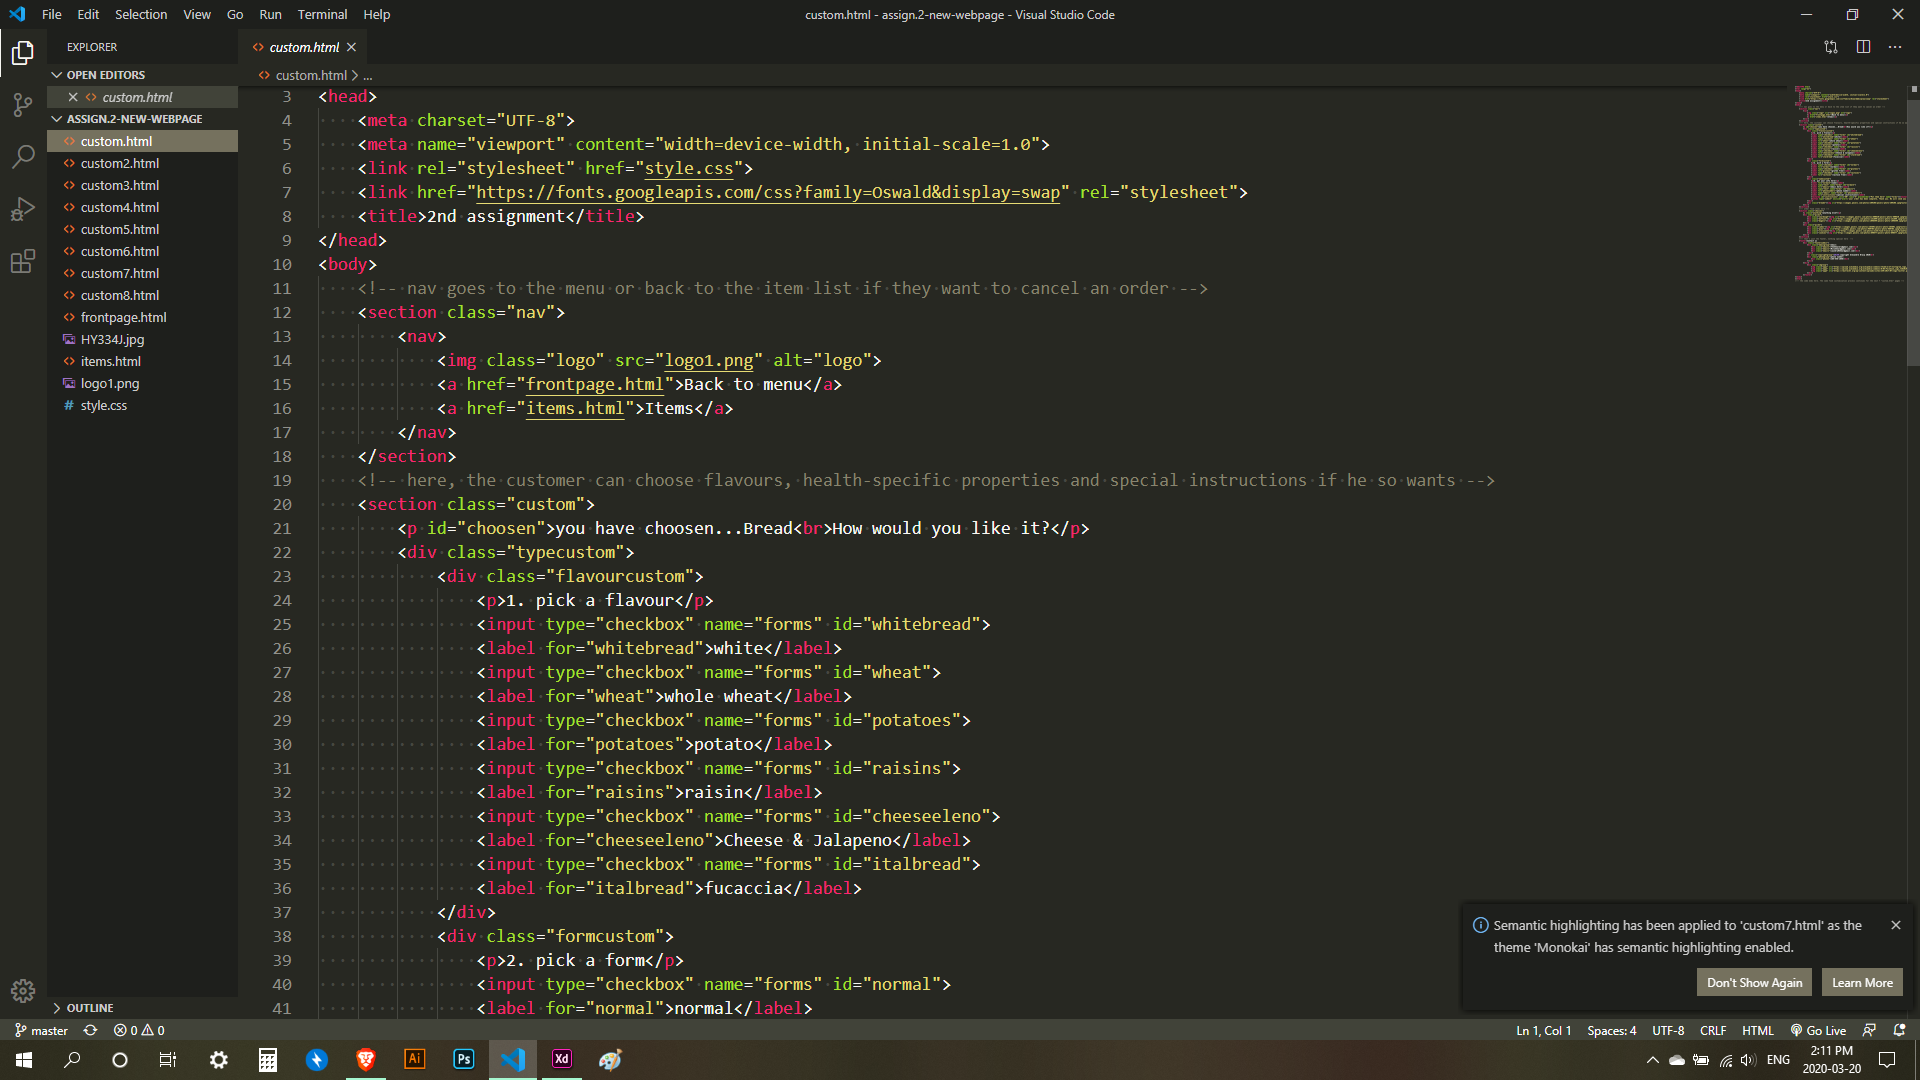 File Edit Selection View Go Run Terminal Help
custom.html - assign.2-new-webpage - Visual Studio Code
EXPLORER
OPEN EDITORS
custom.html
ASSIGN.2-NEW-WEBPAGE
custom.html
custom2.html
custom3.html
custom4.html
custom5.html
custom6.html
custom7.html
custom8.html
frontpage.html
HY334J.jpg
items.html
logo1.png
style.css
OUTLINE
custom.html
custom.html > ...
3 <head>
4 <meta charset="UTF-8">
5 <meta name="viewport" content="width=device-width, initial-scale=1.0">
6 <link rel="stylesheet" href="style.css">
7 <link href="https://fonts.googleapis.com/css?family=Oswald&display=swap" rel="stylesheet">
8 <title>2nd assignment</title>
9 </head>
10 <body>
11 <!-- nav goes to the menu or back to the item list if they want to cancel an order -->
12 <section class="nav">
13 <nav>
14 <img class="logo" src="logo1.png" alt="logo">
15 <a href="frontpage.html">Back to menu</a>
16 <a href="items.html">Items</a>
17 </nav>
18 </section>
19 <!-- here, the customer can choose flavours, health-specific properties and special instructions if he so wants -->
20 <section class="custom">
21 <p id="choosen">you have choosen...Bread<br>How would you like it?</p>
22 <div class="typecustom">
23 <div class="flavourcustom">
24 <p>1. pick a flavour</p>
25 <input type="checkbox" name="forms" id="whitebread">
26 <label for="whitebread">white</label>
27 <input type="checkbox" name="forms" id="wheat">
28 <label for="wheat">whole wheat</label>
29 <input type="checkbox" name="forms" id="potatoes">
30 <label for="potatoes">potato</label>
31 <input type="checkbox" name="forms" id="raisins">
32 <label for="raisins">raisin</label>
33 <input type="checkbox" name="forms" id="cheeseeleno">
34 <label for="cheeseeleno">Cheese & Jalapeno</label>
35 <input type="checkbox" name="forms" id="italbread">
36 <label for="italbread">fucaccia</label>
37 </div>
38 <div class="formcustom">
39 <p>2. pick a form</p>
40 <input type="checkbox" name="forms" id="normal">
41 <label for="normal">normal</label>
Semantic highlighting has been applied to 'custom7.html' as the
theme 'Monokai' has semantic highlighting enabled.
Don't Show Again Learn More
master 0 0
Ln 1, Col 1 Spaces: 4 UTF-8 CRLF HTML Go Live
Ai Ps Xd
ENG
2:11 PM
2020-03-20